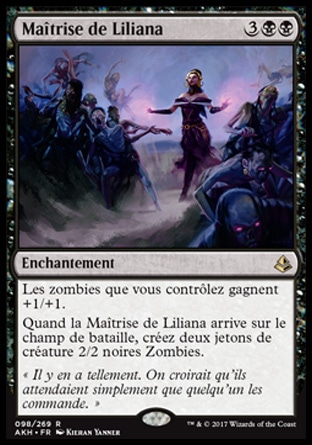 Maîtrise de Liliana 3
Enchantement
Les zombies que vous contrôlez gagnent
+1/+1.
Quand la Maîtrise de Liliana arrive sur le
champ de bataille, créez deux jetons de
créature 2/2 noires Zombies.
« Il y en a tellement. On croirait qu'ils
attendaient simplement que quelqu'un les
commande. »
098/269 R
AKH • FR Kieran Yanner ™ & © 2017 Wizards of the Coast